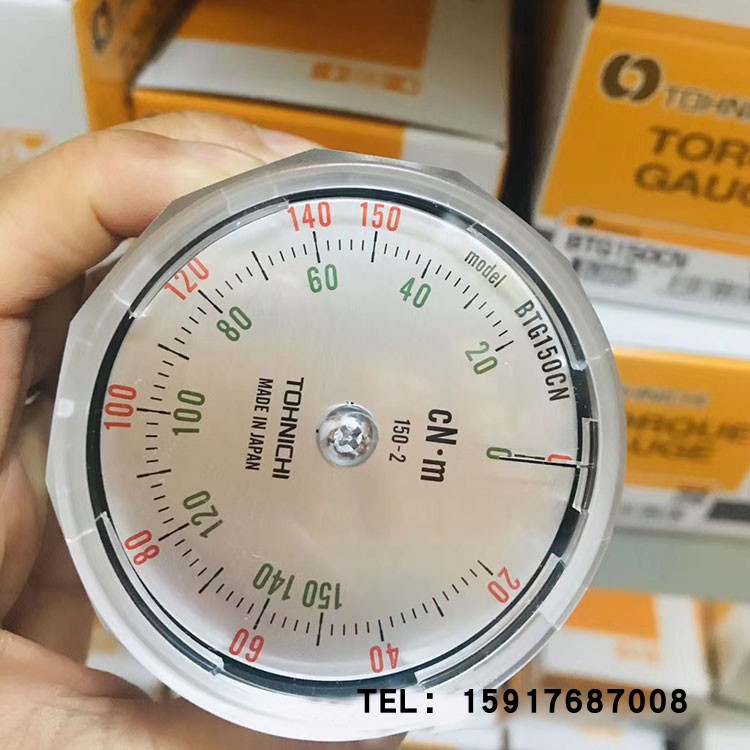 TOHNICHI
TORQUE
GAUGE
BTG150CN
TOHNICHI
model BTG150CN
cN·m
150-2
TOHNICHI
MADE IN JAPAN
0
20
40
60
80
100
120
140
150
0
20
40
60
80
100
120
140
150
TEL: 15917687008